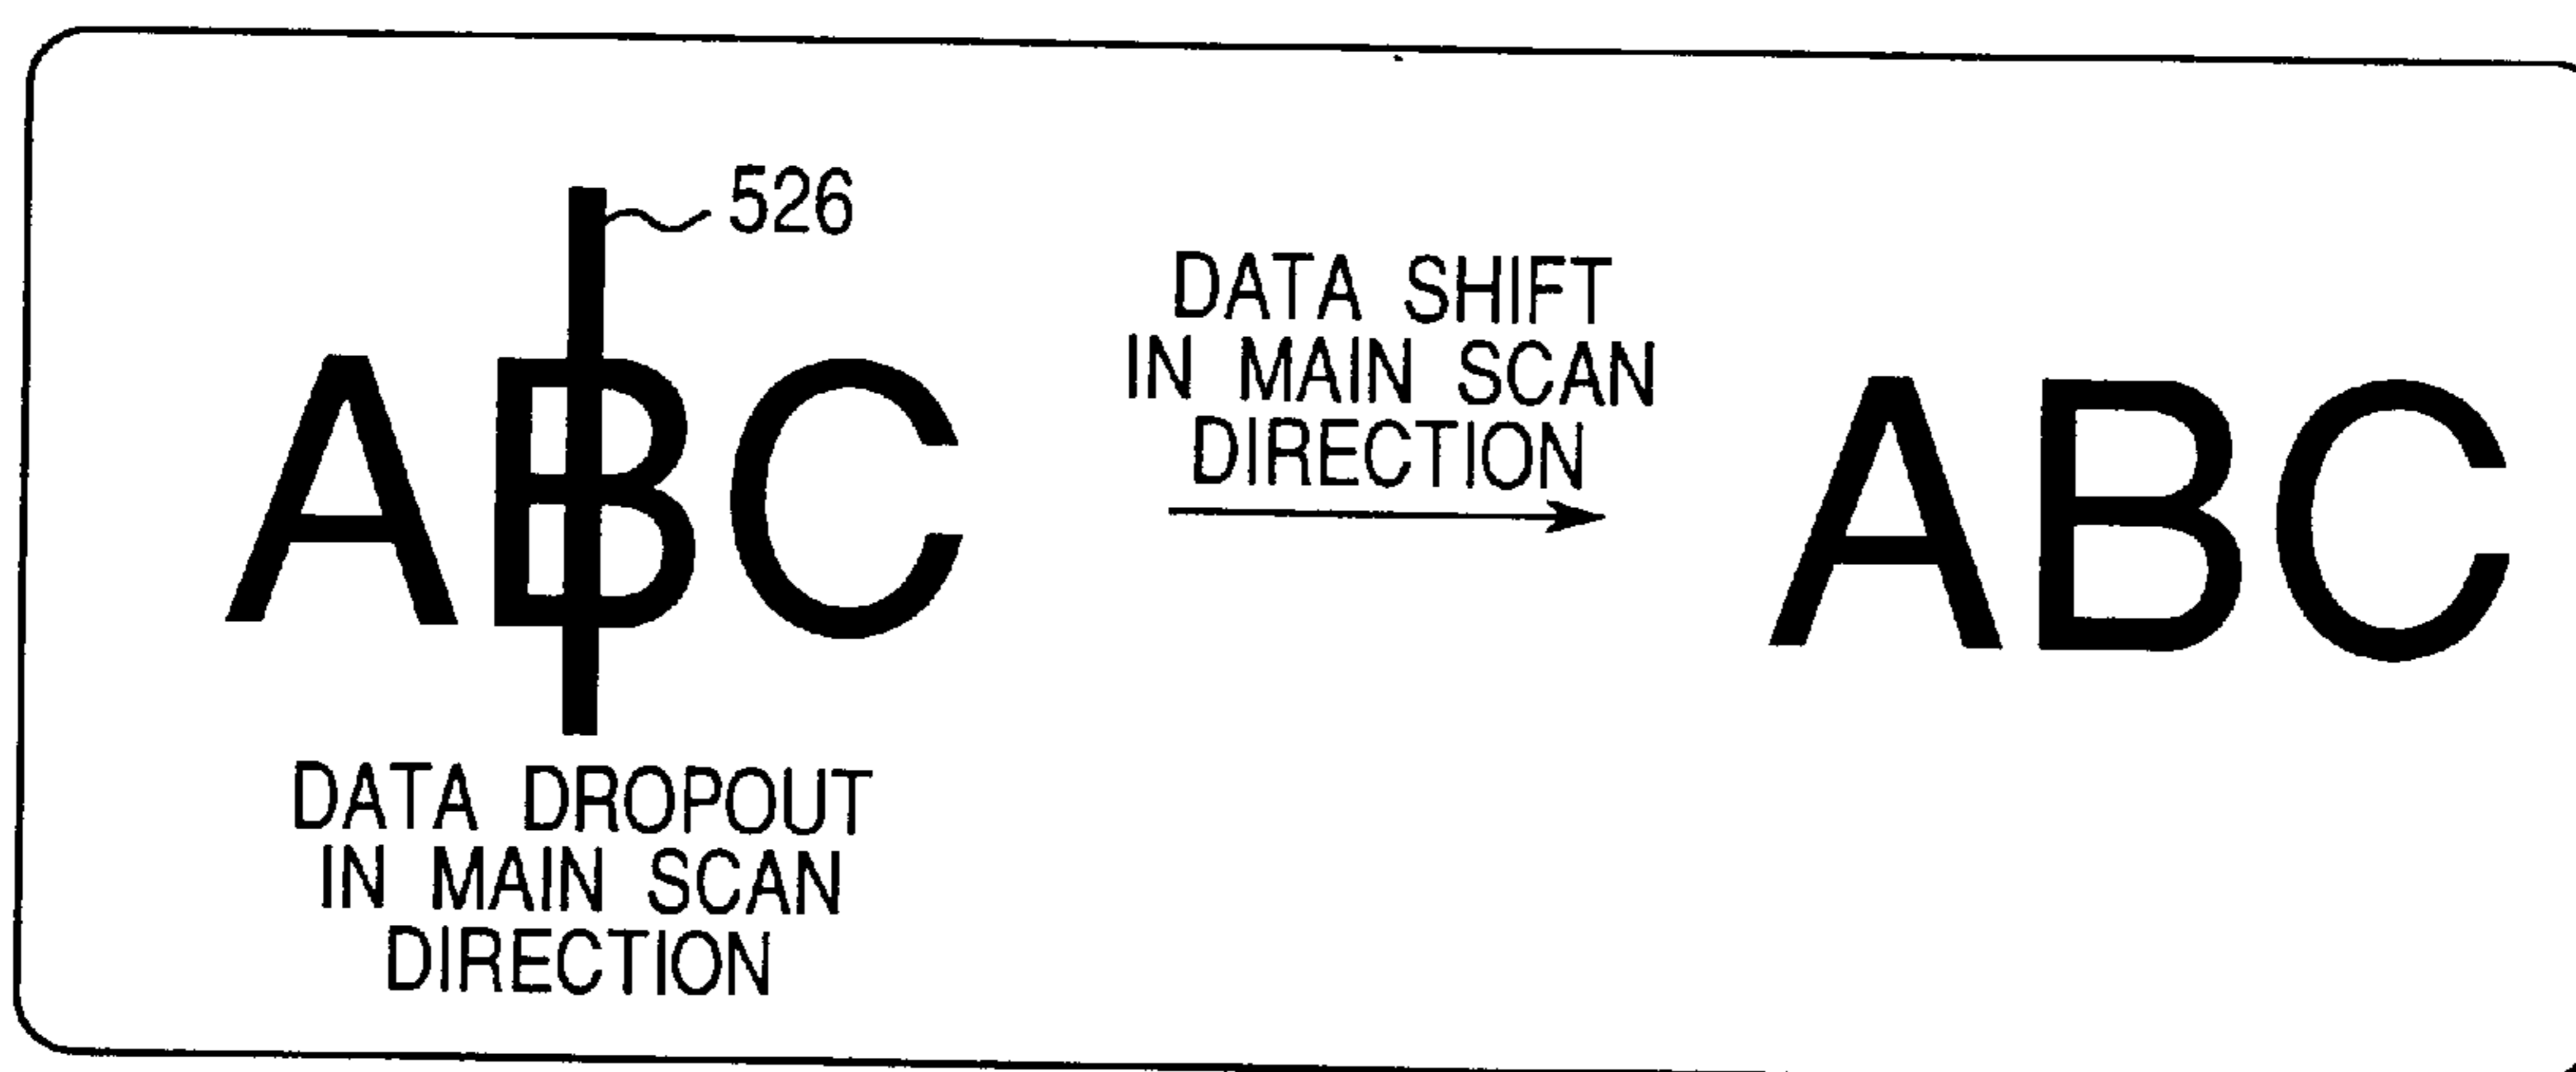 526
ABC
DATA DROPOUT
IN MAIN SCAN
DIRECTION
DATA SHIFT
IN MAIN SCAN
DIRECTION
ABC